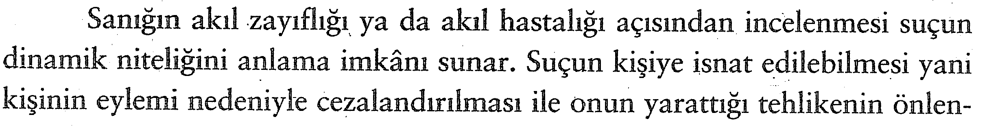 Sanığın akıl zayıflığı ya da akıl hastalığı açısından incelenmesi suçun
dinamik niteliğini anlama imkânı sunar. Suçun kişiye isnat edilebilmesi yani
kişinin eylemi nedeniyle cezalandırılması ile onun yarattığı tehlikenin önlen-